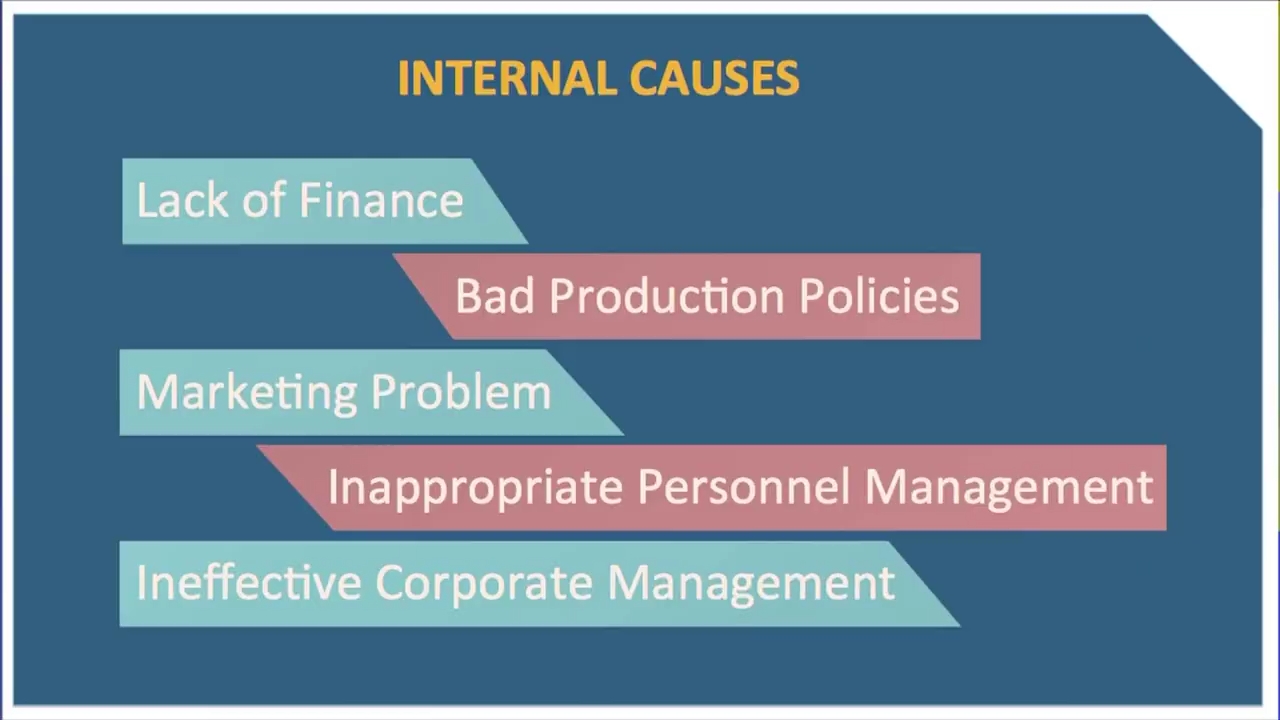 INTERNAL CAUSES
Lack of Finance
Bad Production Policies
Marketing Problem
Inappropriate Personnel Management
Ineffective Corporate Management